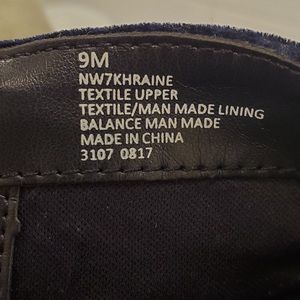 9M
NW7KHRAINE
TEXTILE UPPER
TEXTILE/MAN MADE LINING
BALANCE MAN MADE
MADE IN CHINA
3107 0817